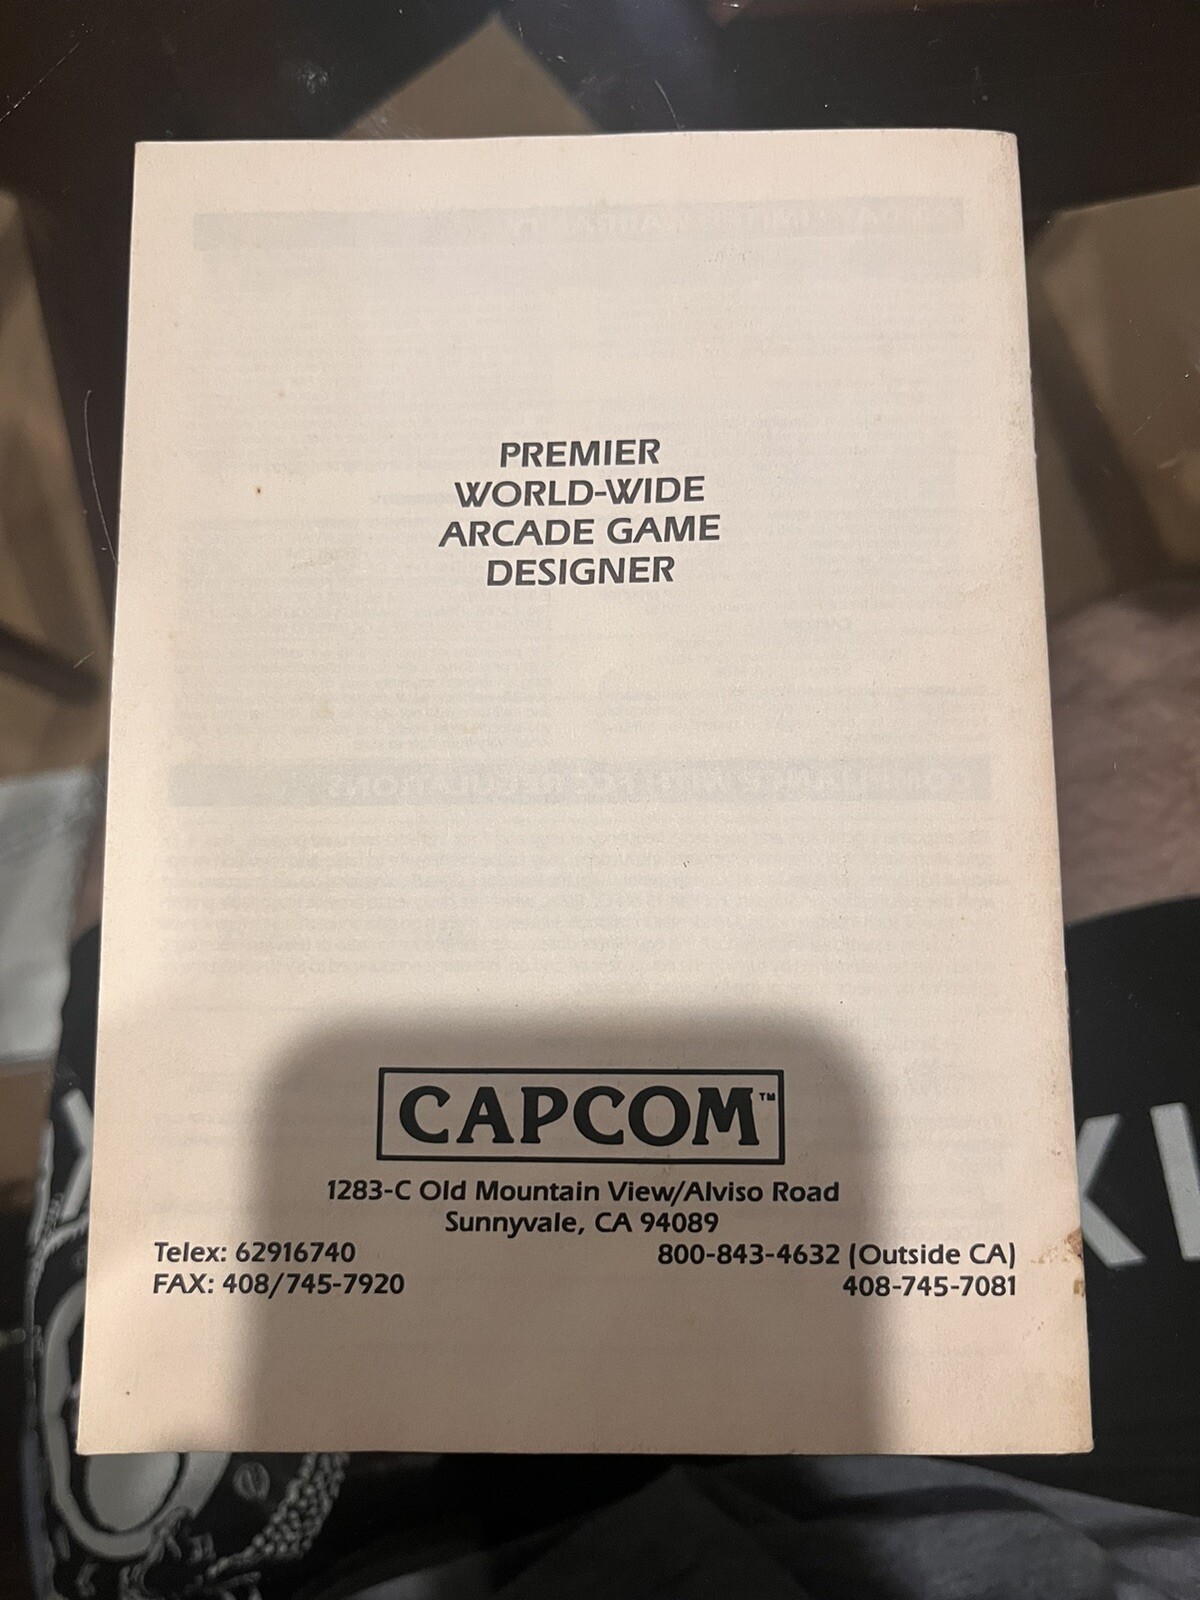 PREMIER
WORLD-WIDE
ARCADE GAME
DESIGNER
CAPCOM™
1283-C Old Mountain View/Alviso Road
Sunnyvale, CA 94089
Telex: 62916740
800-843-4632 (Outside CA)
FAX: 408/745-7920
408-745-7081